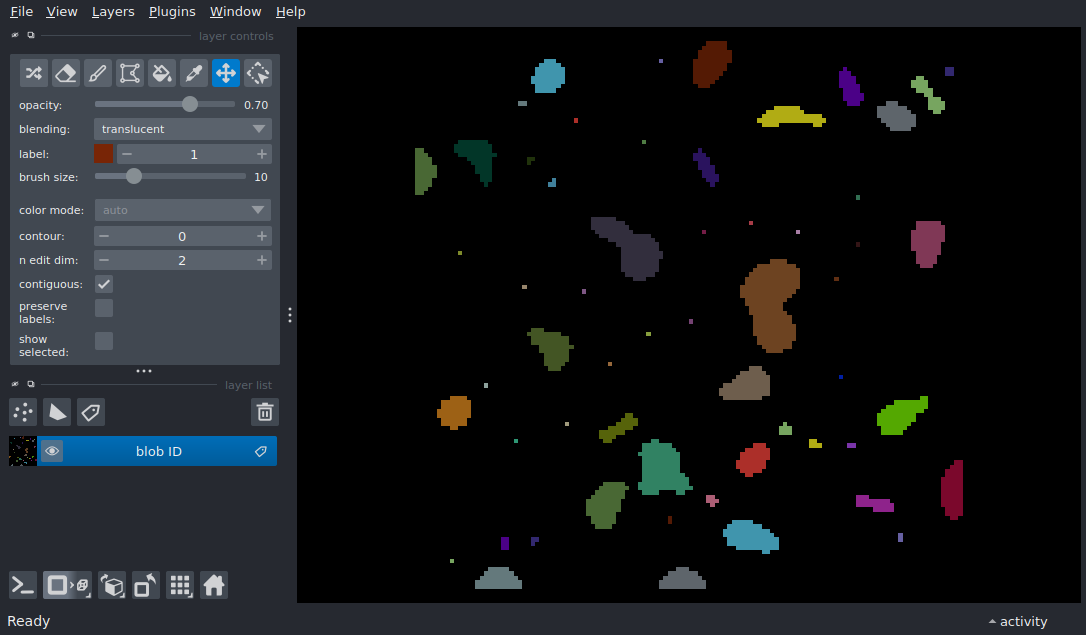 File View Layers Plugins Window Help
layer controls
opacity: 0.70
blending: translucent
label: 1
brush size: 10
color mode: auto
contour: 0
n edit dim: 2
contiguous:
preserve
labels:
show
selected:
layer list
blob ID
Ready
activity